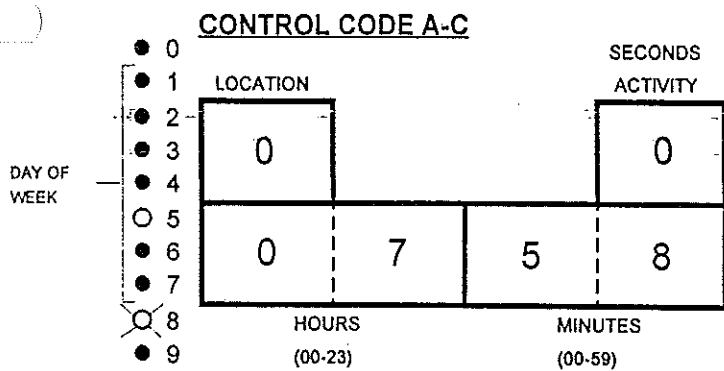 CONTROL CODE A-C
0
1
2
3
4
5
6
7
8
9
DAY OF
WEEK
LOCATION
SECONDS
ACTIVITY
0
0
0 7 5 8
HOURS
(00-23)
MINUTES
(00-59)